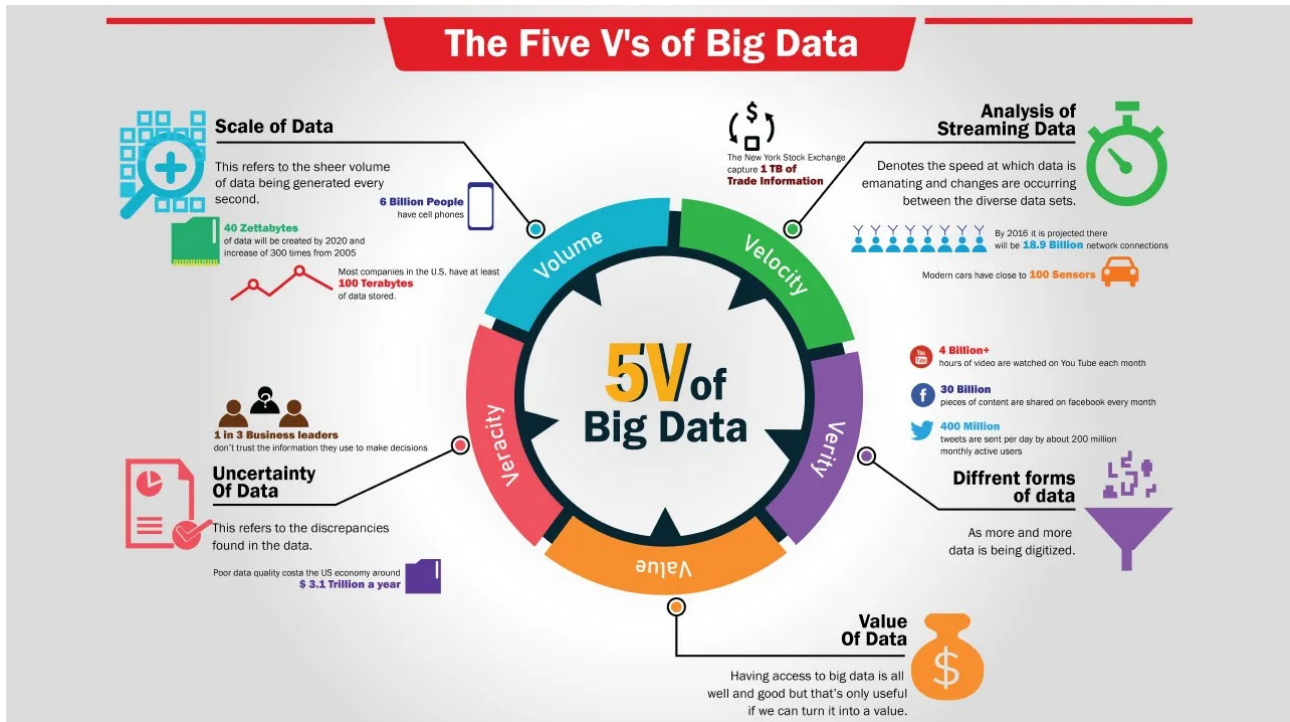 The Five V's of Big Data
Scale of Data
This refers to the sheer volume
of data being generated every
second.
6 Billion People
have cell phones
40 Zettabytes
of data will be created by 2020 and
increase of 300 times from 2005
Most companies in the U.S. have at least
100 Terabytes
of data stored.
$
The New York Stock Exchange
capture 1 TB of
Trade Information
Analysis of
Streaming Data
Denotes the speed at which data is
emanating and changes are occurring
between the diverse data sets.
By 2016 it is projected there
will be 18.9 Billion network connections
Modern cars have close to 100 Sensors
Volume
Velocity
Veracity
Verity
Value
5V of
Big Data
You
Tube
4 Billion+
hours of video are watched on You Tube each month
f
30 Billion
pieces of content are shared on facebook every month
400 Million
tweets are sent per day by about 200 million
monthly active users
Diffrent forms
of data
As more and more
data is being digitized.
1 in 3 Business leaders
don't trust the information they use to make decisions
Uncertainty
Of Data
This refers to the discrepancies
found in the data.
Poor data quality costa the US economy around
$ 3.1 Trillion a year
Value
Of Data
$
Having access to big data is all
well and good but that's only useful
if we can turn it into a value.